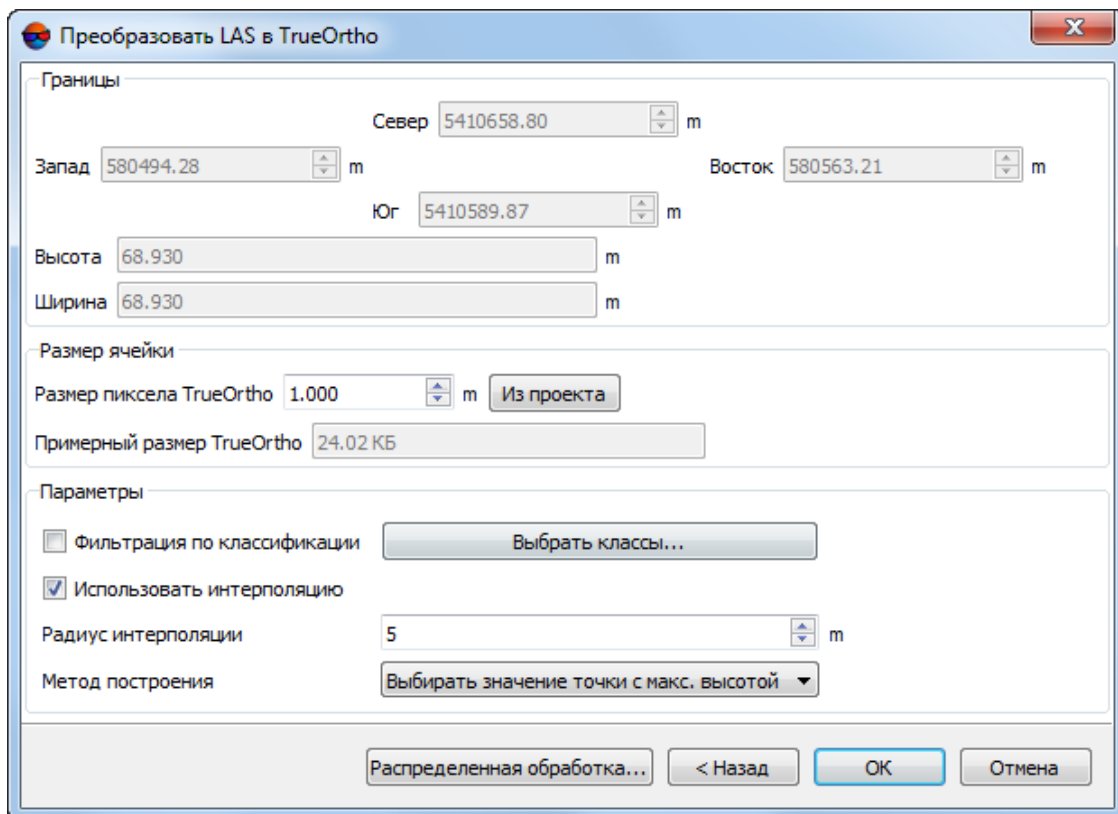 Преобразовать LAS в TrueOrtho
Границы
Север 5410658.80 m
Запад 580494.28 m Восток 580563.21 m
Юг 5410589.87 m
Высота 68.930 m
Ширина 68.930 m
Размер ячейки
Размер пиксела TrueOrtho 1.000 m Из проекта
Примерный размер TrueOrtho 24.02 КБ
Параметры
Фильтрация по классификации Выбрать классы...
Использовать интерполяцию
Радиус интерполяции 5 m
Метод построения Выбирать значение точки с макс. высотой
Распределенная обработка... < Назад OK Отмена